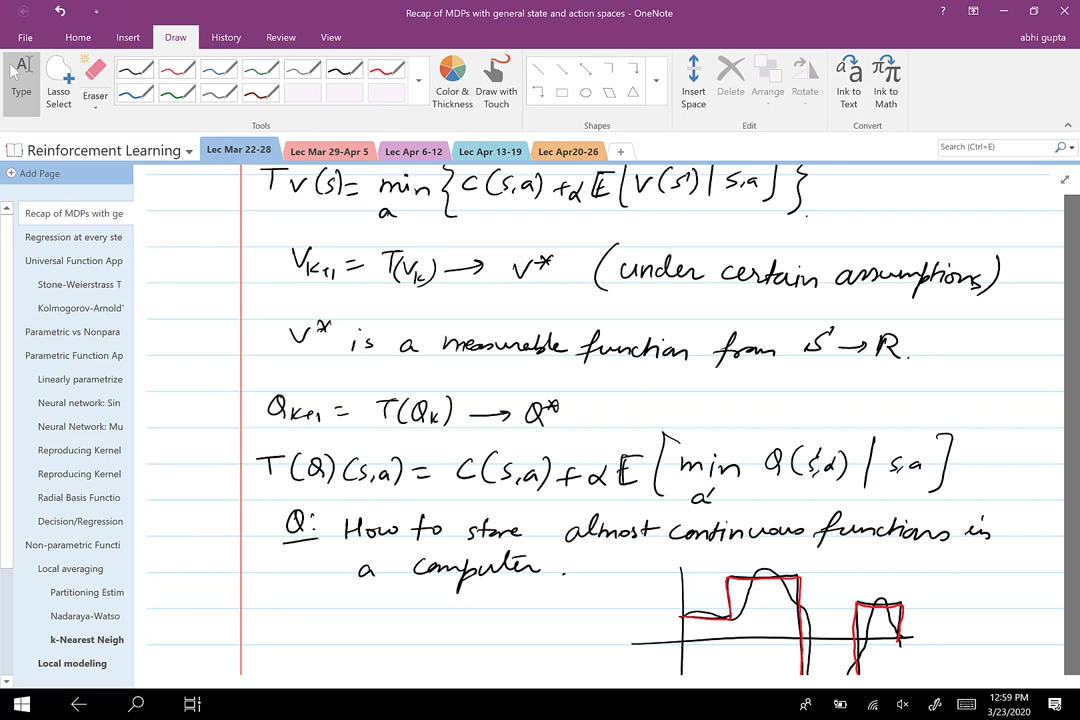 Recap of MDPs with general state and action spaces - OneNote
File Home Insert Draw History Review View
abhi gupta
Type
Lasso Select
Eraser
Color & Thickness
Draw with Touch
Insert Space
Delete
Arrange
Rotate
Ink to Text
Ink to Math
Tools
Shapes
Edit
Convert
Reinforcement Learning
Lec Mar 22-28
Lec Mar 29-Apr 5
Lec Apr 6-12
Lec Apr 13-19
Lec Apr20-26
Search (Ctrl+E)
Add Page
Recap of MDPs with ge
Regression at every ste
Universal Function App
Stone-Weierstrass T
Kolmogorov-Arnold'
Parametric vs Nonpara
Parametric Function Ap
Linearly parametrize
Neural network: Sin
Neural Network: Mu
Reproducing Kernel
Reproducing Kernel
Radial Basis Functio
Decision/Regression
Non-parametric Functi
Local averaging
Partitioning Estim
Nadaraya-Watso
k-Nearest Neigh
Local modeling
T V(s) = min_a { C(s,a) + α E [ V(s') | s,a ] }.
V_{k+1} = T(V_k) → V* (under certain assumptions)
V* is a measurable function from S → R.
Q_{k+1} = T(Q_k) → Q*
T(Q)(s,a) = C(s,a) + α E [ min_{a'} Q(s',a') | s,a ]
Q: How to store almost continuous functions in
a computer.
12:59 PM
3/23/2020